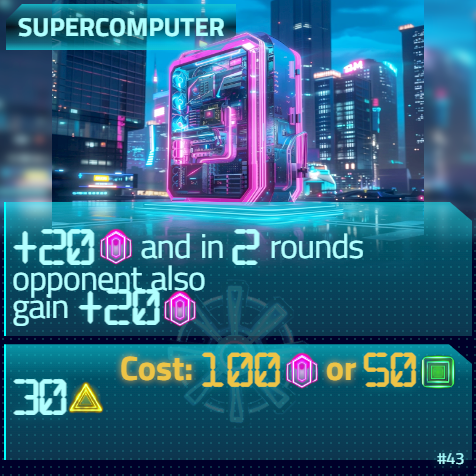 SUPERCOMPUTER
+20 and in 2 rounds
opponent also
gain +20
Cost: 100 or 50
30
#43